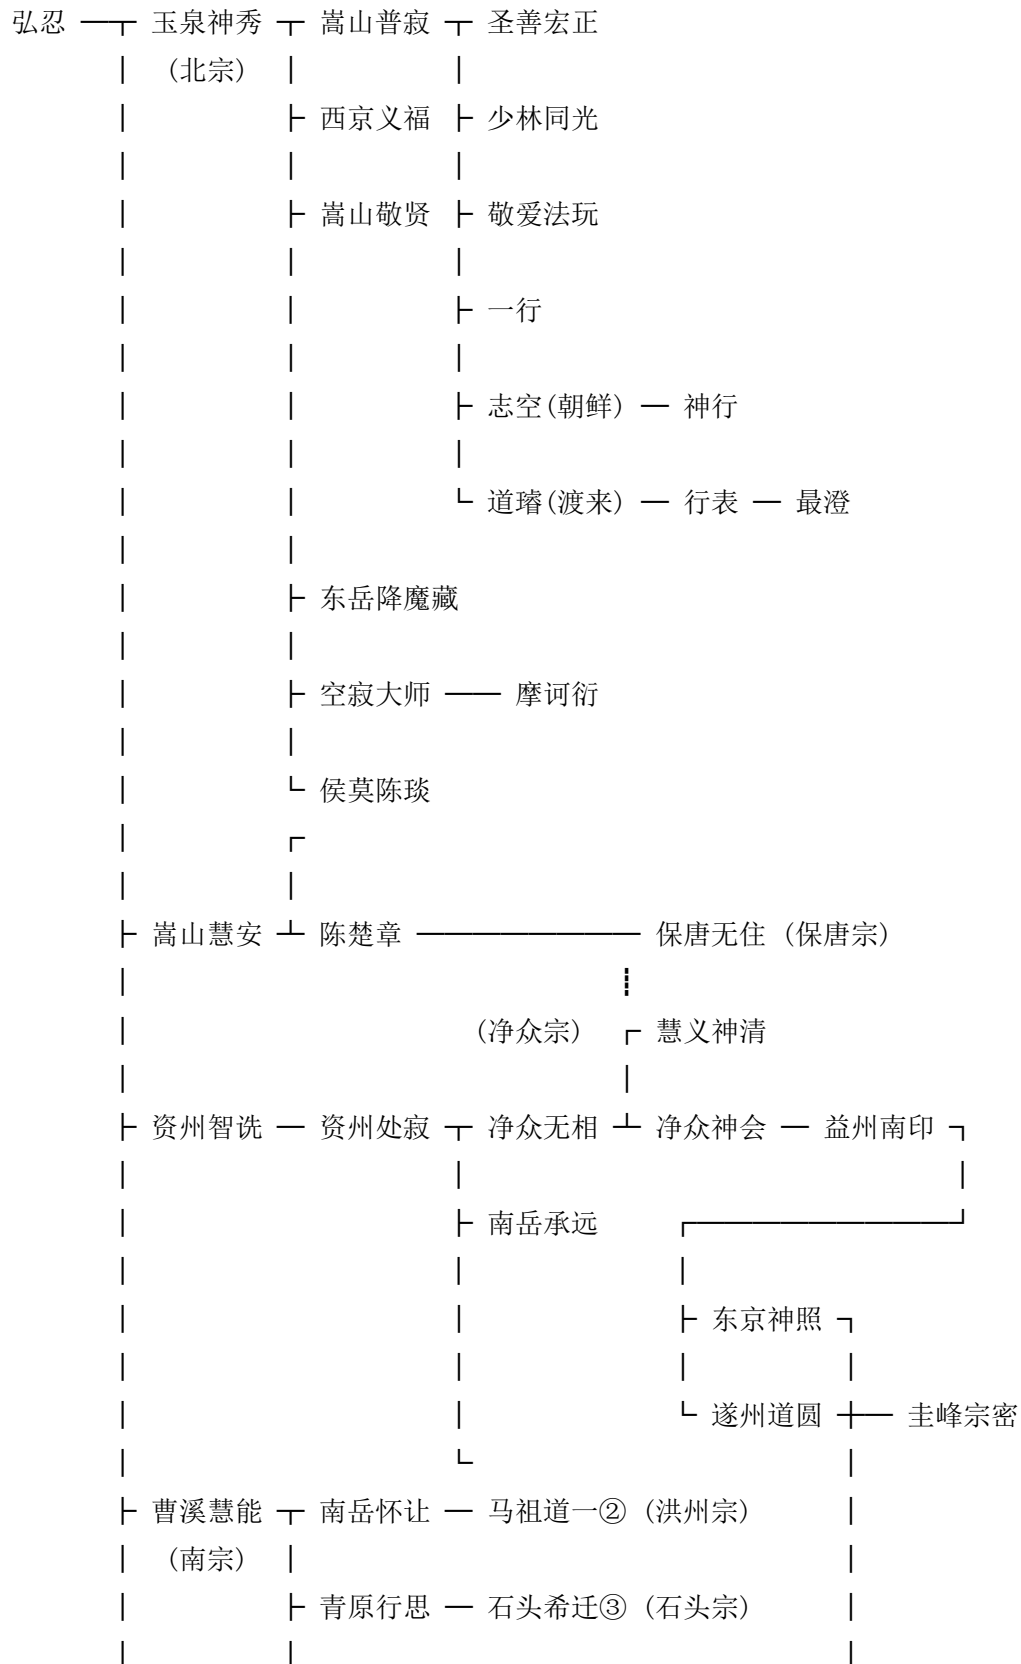 弘忍 玉泉神秀 嵩山普寂 圣善宏正
(北宗)
西京义福 少林同光
嵩山敬贤 敬爱法玩
一行
志空(朝鲜) 神行
道璿(渡来) 行表 最澄
东岳降魔藏
空寂大师 摩诃衍
侯莫陈琰
嵩山慧安 陈楚章 保唐无住 (保唐宗)
(净众宗) 慧义神清
资州智诜 资州处寂 净众无相 净众神会 益州南印
南岳承远
东京神照
遂州道圆 圭峰宗密
曹溪慧能 南岳怀让 马祖道一② (洪州宗)
(南宗)
青原行思 石头希迁③ (石头宗)